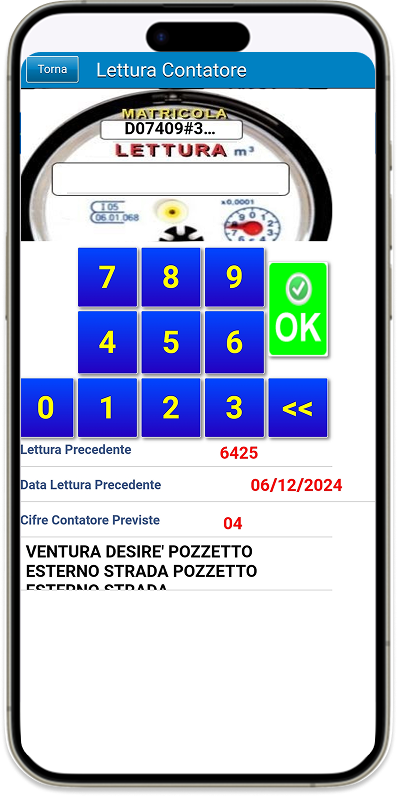 Torna
Lettura Contatore
MATRICOLA
D07409#3...
LETTURA m³
I 05
06.01.068
x0,0001
7 8 9
OK
4 5 6
0 1 2 3 <<
Lettura Precedente 6425
Data Lettura Precedente 06/12/2024
Cifre Contatore Previste 04
VENTURA DESIRE' POZZETTO
ESTERNO STRADA POZZETTO
ESTERNO STRADA